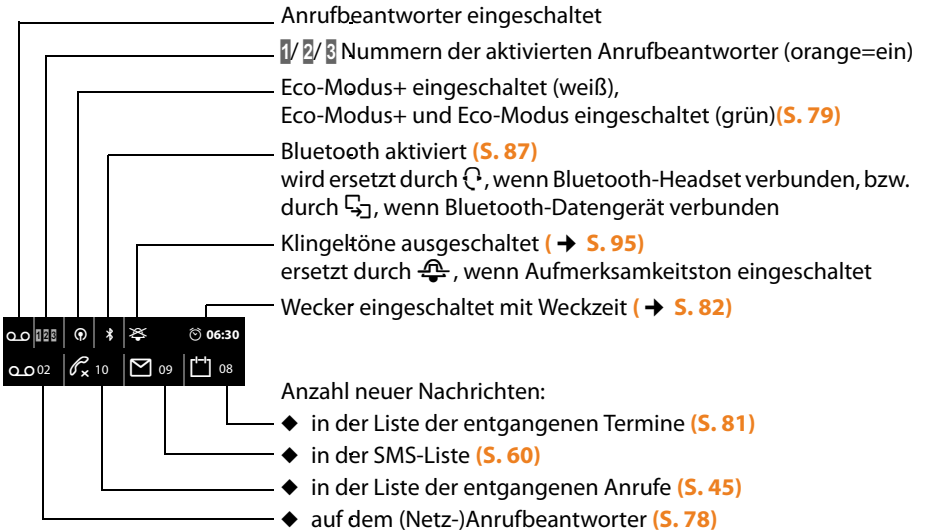 Anrufbeantworter eingeschaltet
1/ 2/ 3 Nummern der aktivierten Anrufbeantworter (orange=ein)
Eco-Modus+ eingeschaltet (weiß),
Eco-Modus+ und Eco-Modus eingeschaltet (grün)(S. 79)
Bluetooth aktiviert (S. 87)
wird ersetzt durch , wenn Bluetooth-Headset verbunden, bzw.
durch , wenn Bluetooth-Datengerät verbunden
Klingeltöne ausgeschaltet ( ➔ S. 95)
ersetzt durch , wenn Aufmerksamkeitston eingeschaltet
Wecker eingeschaltet mit Weckzeit ( ➔ S. 82)
1 2 3 06:30
02 10 09 08
Anzahl neuer Nachrichten:
◆ in der Liste der entgangenen Termine (S. 81)
◆ in der SMS-Liste (S. 60)
◆ in der Liste der entgangenen Anrufe (S. 45)
◆ auf dem (Netz-)Anrufbeantworter (S. 78)